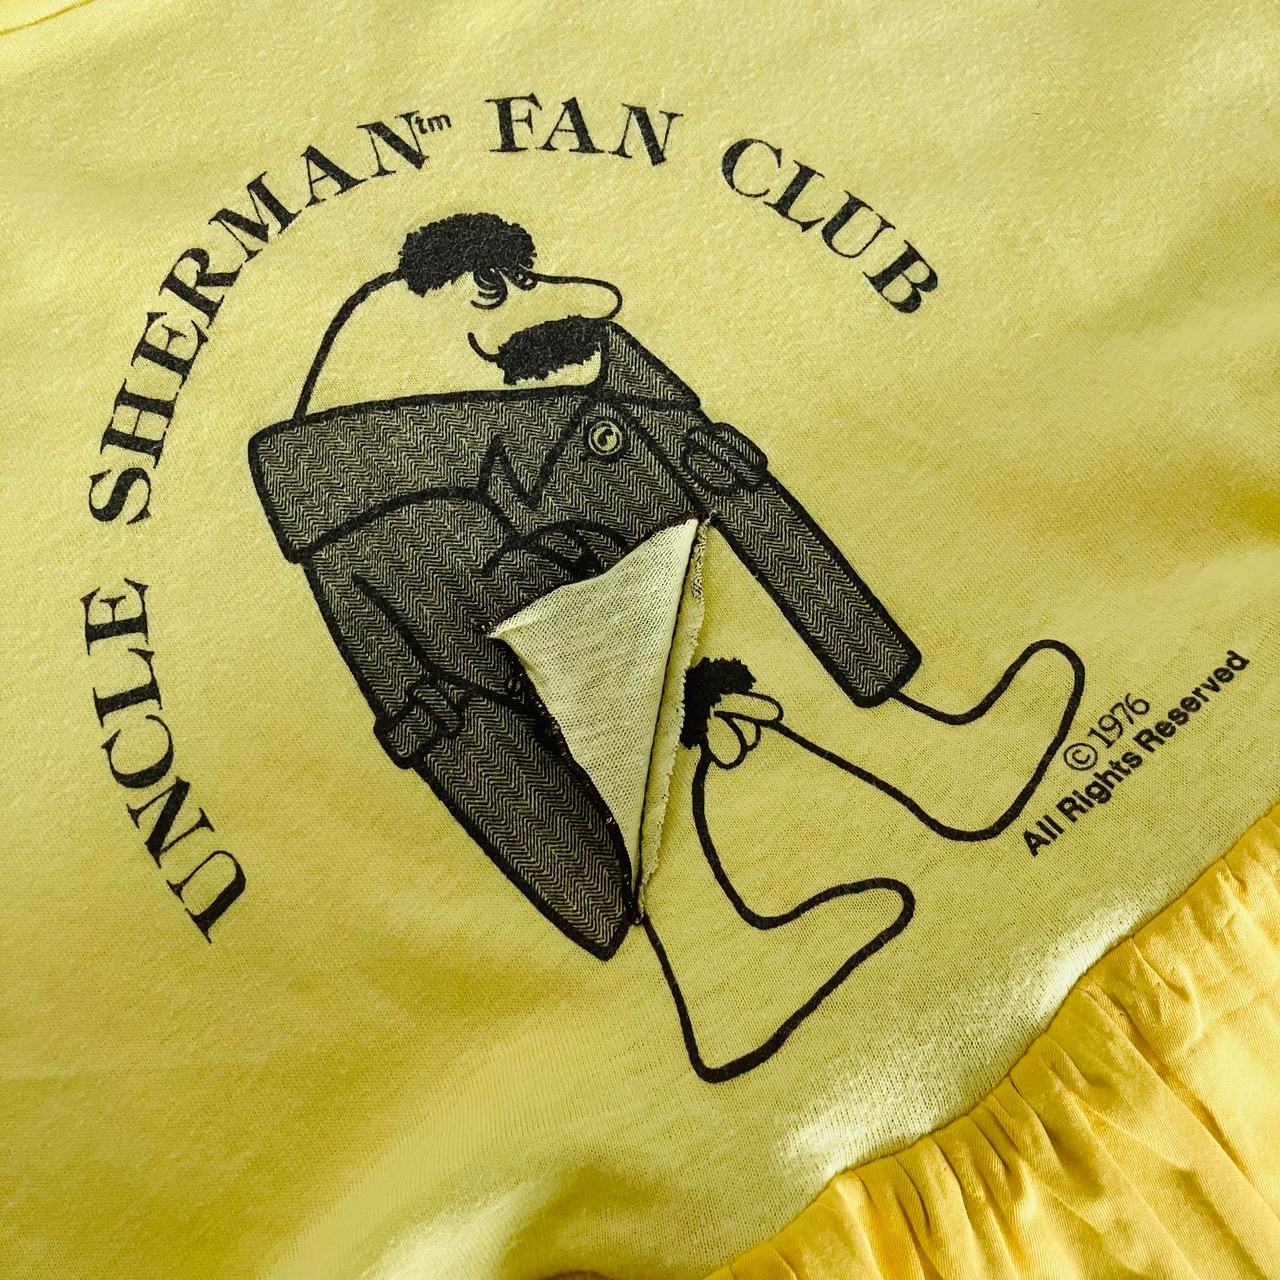 UNCLE SHERMAN™ FAN CLUB
© 1976
All Rights Reserved